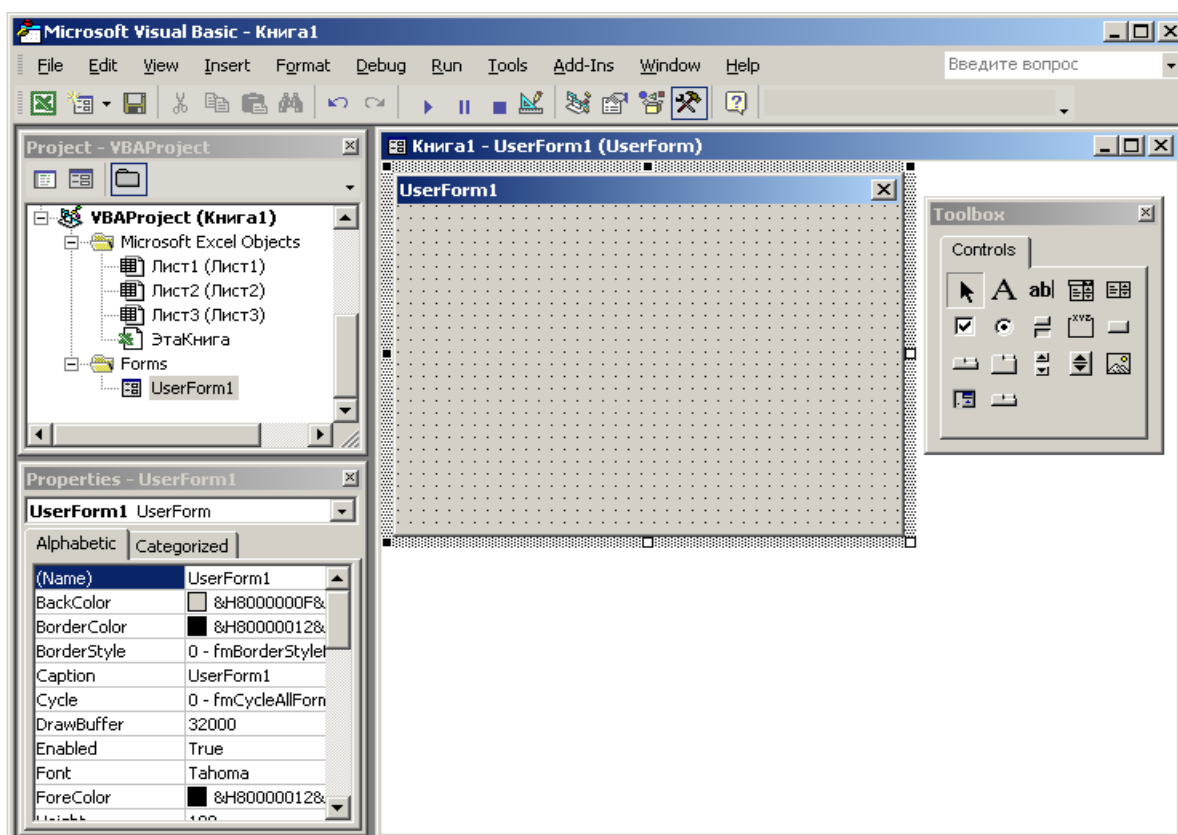 Microsoft Visual Basic - Книга1
File Edit View Insert Format Debug Run Tools Add-Ins Window Help
Введите вопрос
Project - VBAProject
VBAProject (Книга1)
Microsoft Excel Objects
Лист1 (Лист1)
Лист2 (Лист2)
Лист3 (Лист3)
ЭтаКнига
Forms
UserForm1
Книга1 - UserForm1 (UserForm)
UserForm1
Toolbox
Controls
A ab|
XYZ
Properties - UserForm1
UserForm1 UserForm
Alphabetic Categorized
(Name) UserForm1
BackColor &H8000000F&
BorderColor &H80000012&
BorderStyle 0 - fmBorderStyle
Caption UserForm1
Cycle 0 - fmCycleAllForm
DrawBuffer 32000
Enabled True
Font Tahoma
ForeColor &H80000012&